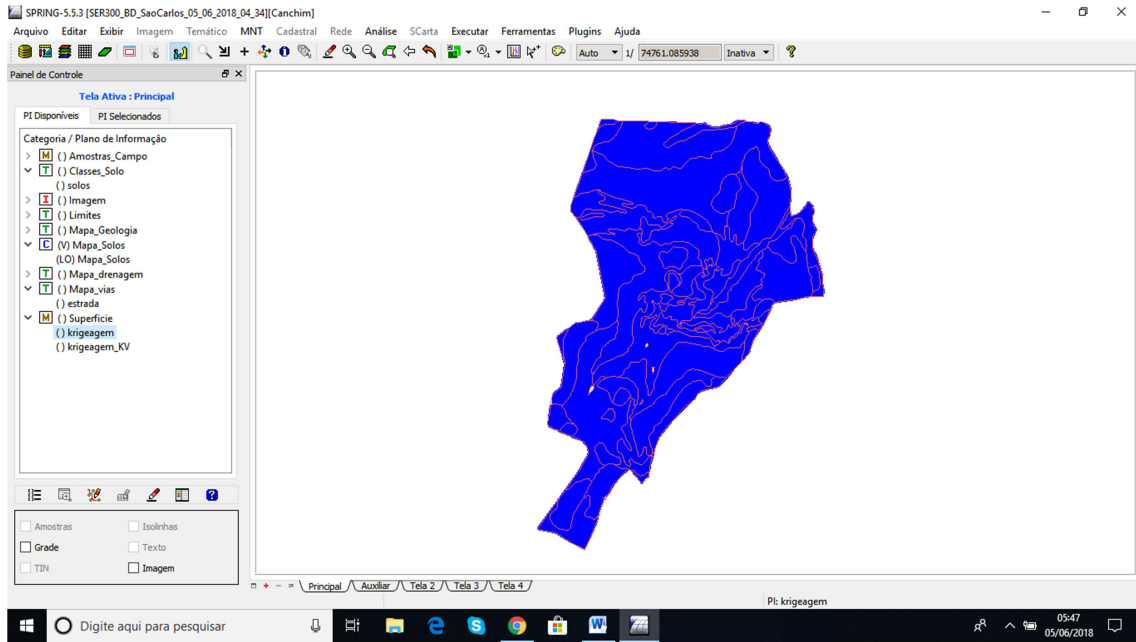 SPRING-5.5.3 [SER300_BD_SaoCarlos_05_06_2018_04_34][Canchim]
Arquivo Editar Exibir Imagem Temático MNT Cadastral Rede Análise SCarta Executar Ferramentas Plugins Ajuda
Auto 1/ 74761.085938 Inativa
Painel de Controle
Tela Ativa : Principal
PI Disponíveis PI Selecionados
Categoria / Plano de Informação
M ( ) Amostras_Campo
T ( ) Classes_Solo
( ) solos
I ( ) Imagem
T ( ) Limites
T ( ) Mapa_Geologia
C (V) Mapa_Solos
(LO) Mapa_Solos
T ( ) Mapa_drenagem
T ( ) Mapa_vias
( ) estrada
M ( ) Superficie
( ) krigeagem
( ) krigeagem_KV
Amostras Isolinhas
Grade Texto
TIN Imagem
Principal Auxiliar Tela 2 Tela 3 Tela 4
PI: krigeagem
Digite aqui para pesquisar
05:47
05/06/2018